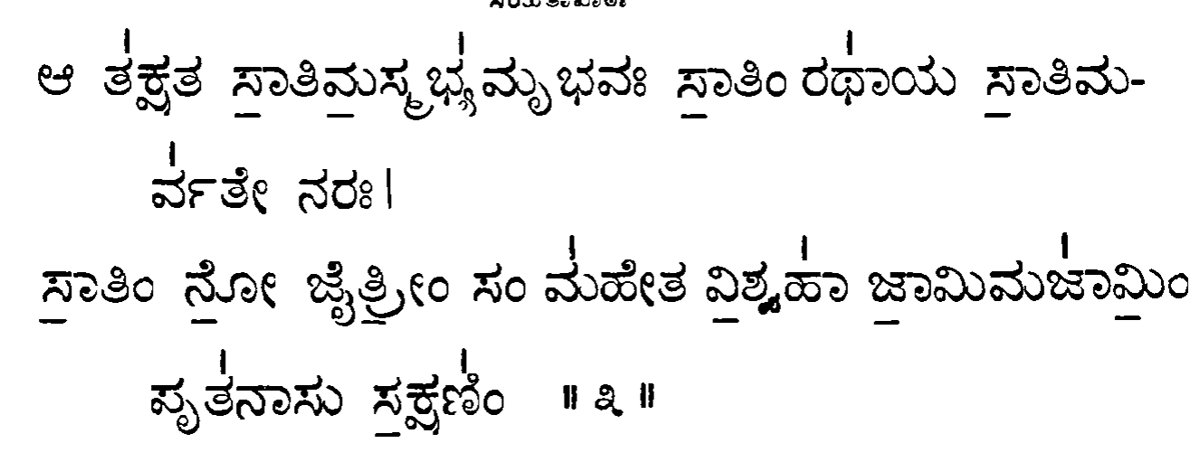 ಆ ತ॑ಕ್ಷತ ಸಾ॒ತಿಮ॒ಸ್ಮಭ್ಯ॑ಮೃಭವಃ ಸಾ॒ತಿಂ ರಥಾ॑ಯ ಸಾ॒ತಿಮ-
ರ್ವ॑ತೇ ನರಃ।
ಸಾ॒ತಿಂ ನೋ॒ ಜೈತ್ರೀಂ॒ ಸಂ ಮ॑ಹೇತ ವಿ॒ಶ್ವಹಾ॑ ಜಾ॒ಮಿಮಜಾ॑ಮಿಂ॒
ಪೃತ॑ನಾಸು ಸ॒ಕ್ಷಣಿಂ॑ ॥ ೩ ॥